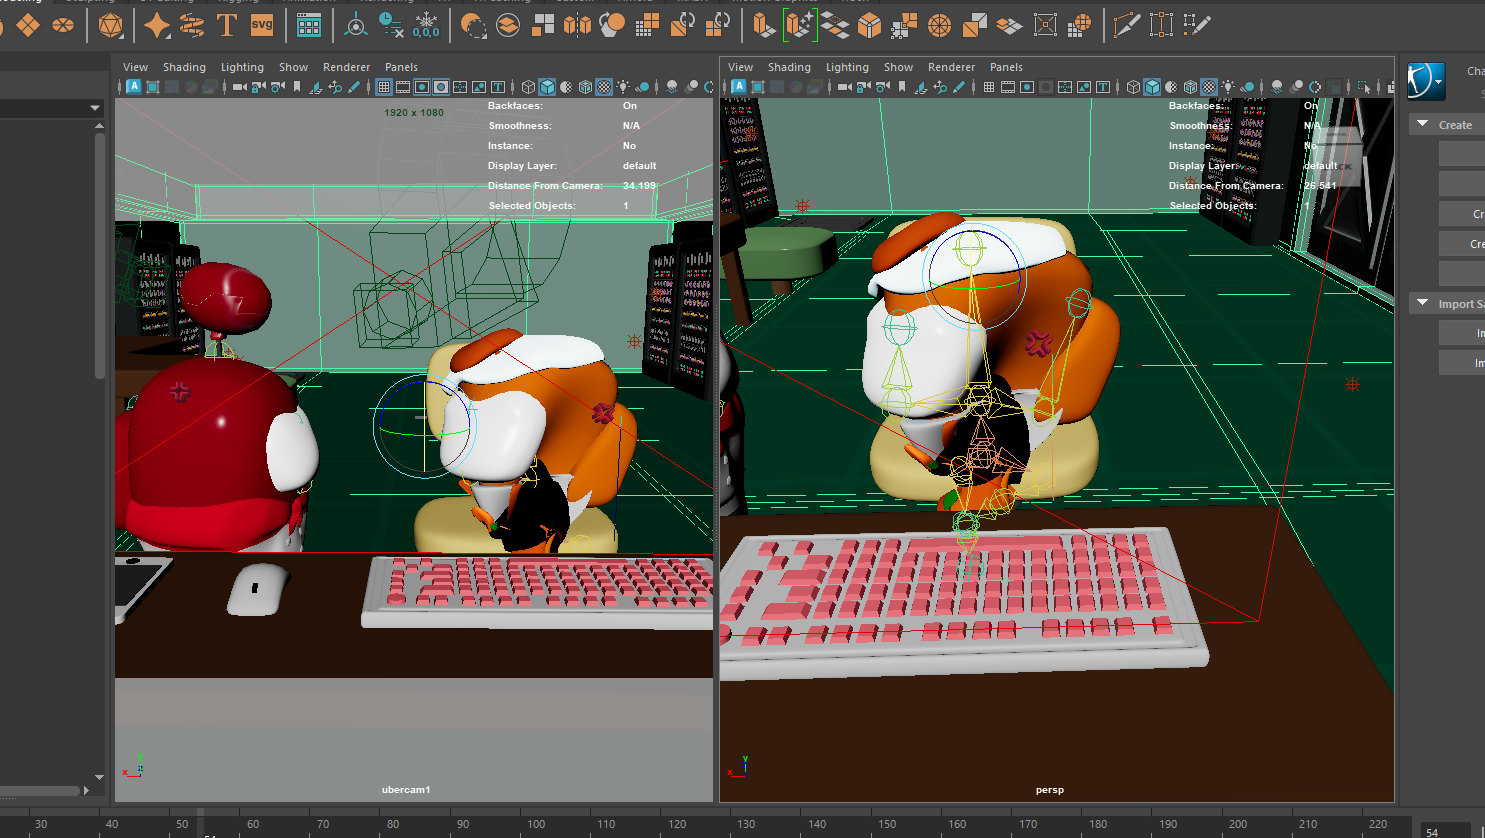 T
svg
0,0,0
View Shading Lighting Show Renderer Panels
View Shading Lighting Show Renderer Panels
Cha
1920 x 1080
Backfaces: On
Smoothness: N/A
Instance: No
Display Layer: default
Distance From Camera: 34.199
Selected Objects: 1
Backfaces: On
Smoothness: N/A
Instance: No
Display Layer: default
Distance From Camera: 26.541
Selected Objects: 1
Create
Cr
Cre
Import Sa
Im
Im
y
x
ubercam1
y
x
persp
30 40 50 60 70 80 90 100 110 120 130 140 150 160 170 180 190 200 210 220
54
54